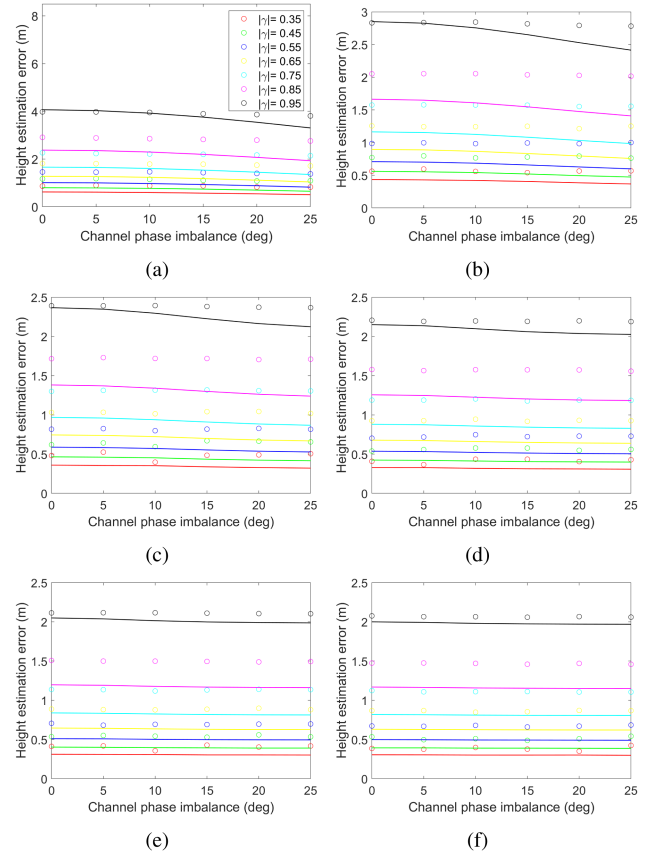 8
6
4
2
0
Height estimation error (m)
0 5 10 15 20 25
Channel phase imbalance (deg)
|γ|= 0.35
|γ|= 0.45
|γ|= 0.55
|γ|= 0.65
|γ|= 0.75
|γ|= 0.85
|γ|= 0.95
(a)
3
2.5
2
1.5
1
0.5
0
Height estimation error (m)
0 5 10 15 20 25
Channel phase imbalance (deg)
(b)
2.5
2
1.5
1
0.5
0
Height estimation error (m)
0 5 10 15 20 25
Channel phase imbalance (deg)
(c)
2.5
2
1.5
1
0.5
0
Height estimation error (m)
0 5 10 15 20 25
Channel phase imbalance (deg)
(d)
2.5
2
1.5
1
0.5
0
Height estimation error (m)
0 5 10 15 20 25
Channel phase imbalance (deg)
(e)
2.5
2
1.5
1
0.5
0
Height estimation error (m)
0 5 10 15 20 25
Channel phase imbalance (deg)
(f)